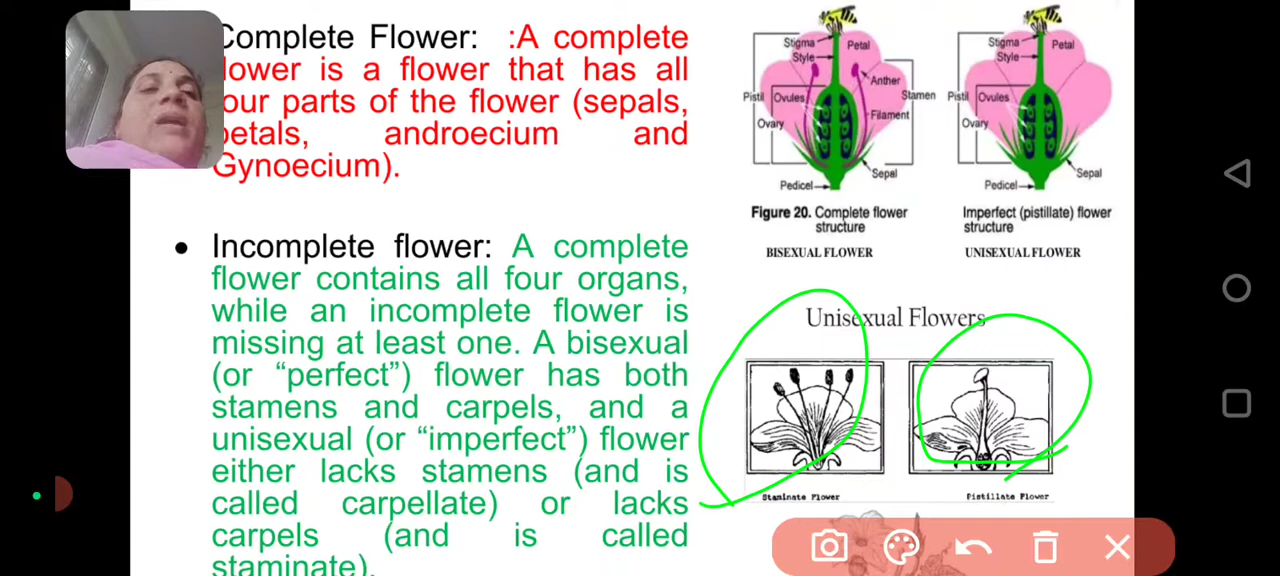 Complete Flower: :A complete
flower is a flower that has all
four parts of the flower (sepals,
petals, androecium and
Gynoecium).
• Incomplete flower: A complete
flower contains all four organs,
while an incomplete flower is
missing at least one. A bisexual
(or “perfect”) flower has both
stamens and carpels, and a
unisexual (or “imperfect”) flower
either lacks stamens (and is
called carpellate) or lacks
carpels (and is called
staminate).
Stigma
Petal
Style
Anther
Stamen
Pistil
Ovules
Filament
Ovary
Sepal
Pedicel
Figure 20. Complete flower
structure
BISEXUAL FLOWER
Stigma
Petal
Style
Pistil
Ovules
Ovary
Sepal
Pedicel
Imperfect (pistillate) flower
structure
UNISEXUAL FLOWER
Unisexual Flowers
Staminate Flower
Pistillate Flower